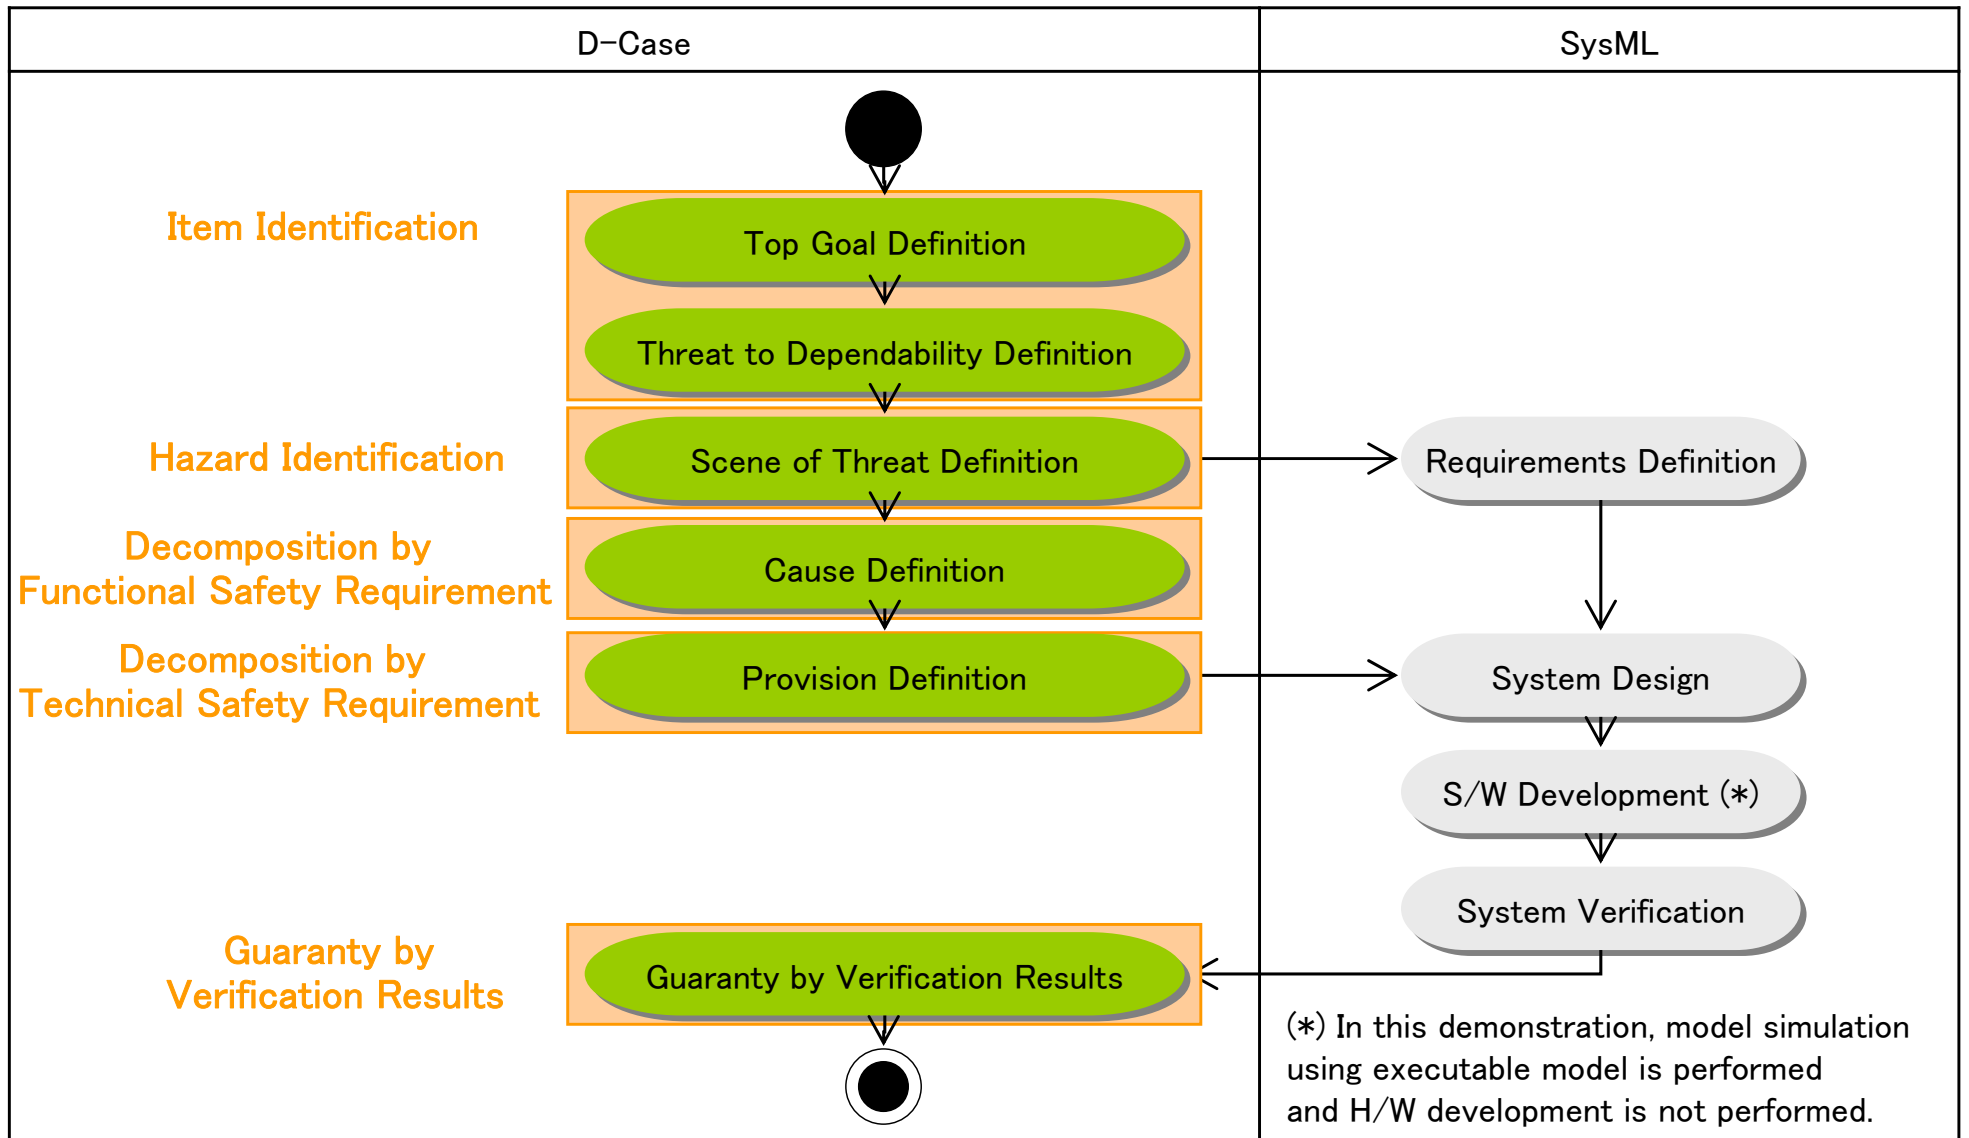 D-Case
SysML
Item Identification
Top Goal Definition
Threat to Dependability Definition
Hazard Identification
Scene of Threat Definition
Requirements Definition
Decomposition by
Functional Safety Requirement
Cause Definition
Decomposition by
Technical Safety Requirement
Provision Definition
System Design
S/W Development (*)
System Verification
Guaranty by
Verification Results
Guaranty by Verification Results
(*) In this demonstration, model simulation
using executable model is performed
and H/W development is not performed.